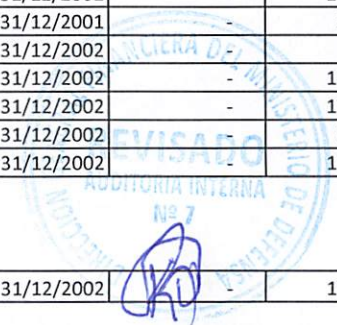 31/12/2001 -
31/12/2002 -
31/12/2002 - 1
31/12/2002 - 1
31/12/2002 -
31/12/2002 - 1
FINANCIERA DEL MINISTERIO DE DEFENSA
DIRECCION
REVISADO
AUDITORIA INTERNA
Nº 7
31/12/2002 - 1